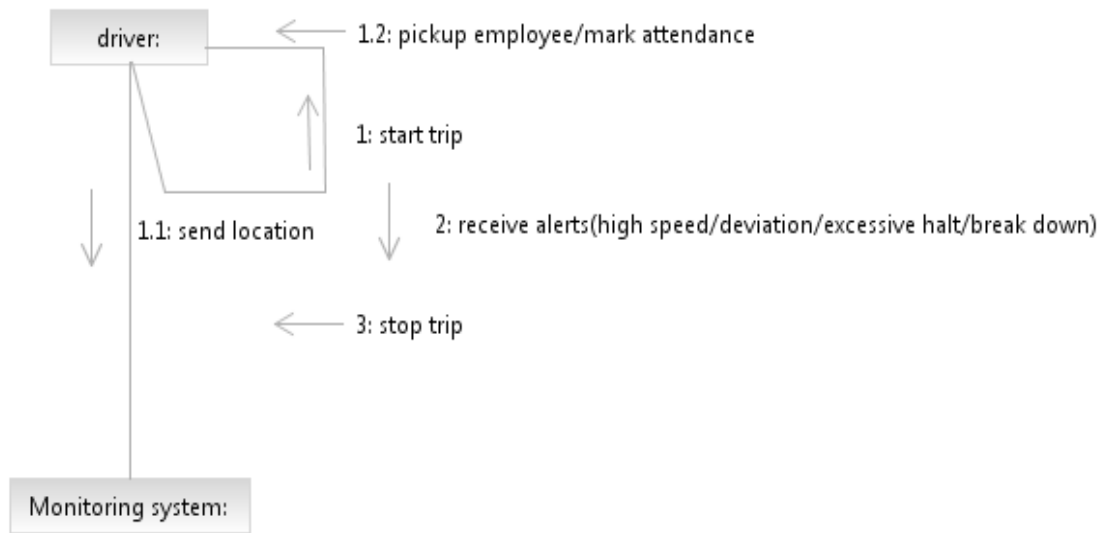 driver:
1.2: pickup employee/mark attendance
1: start trip
1.1: send location
2: receive alerts(high speed/deviation/excessive halt/break down)
3: stop trip
Monitoring system: